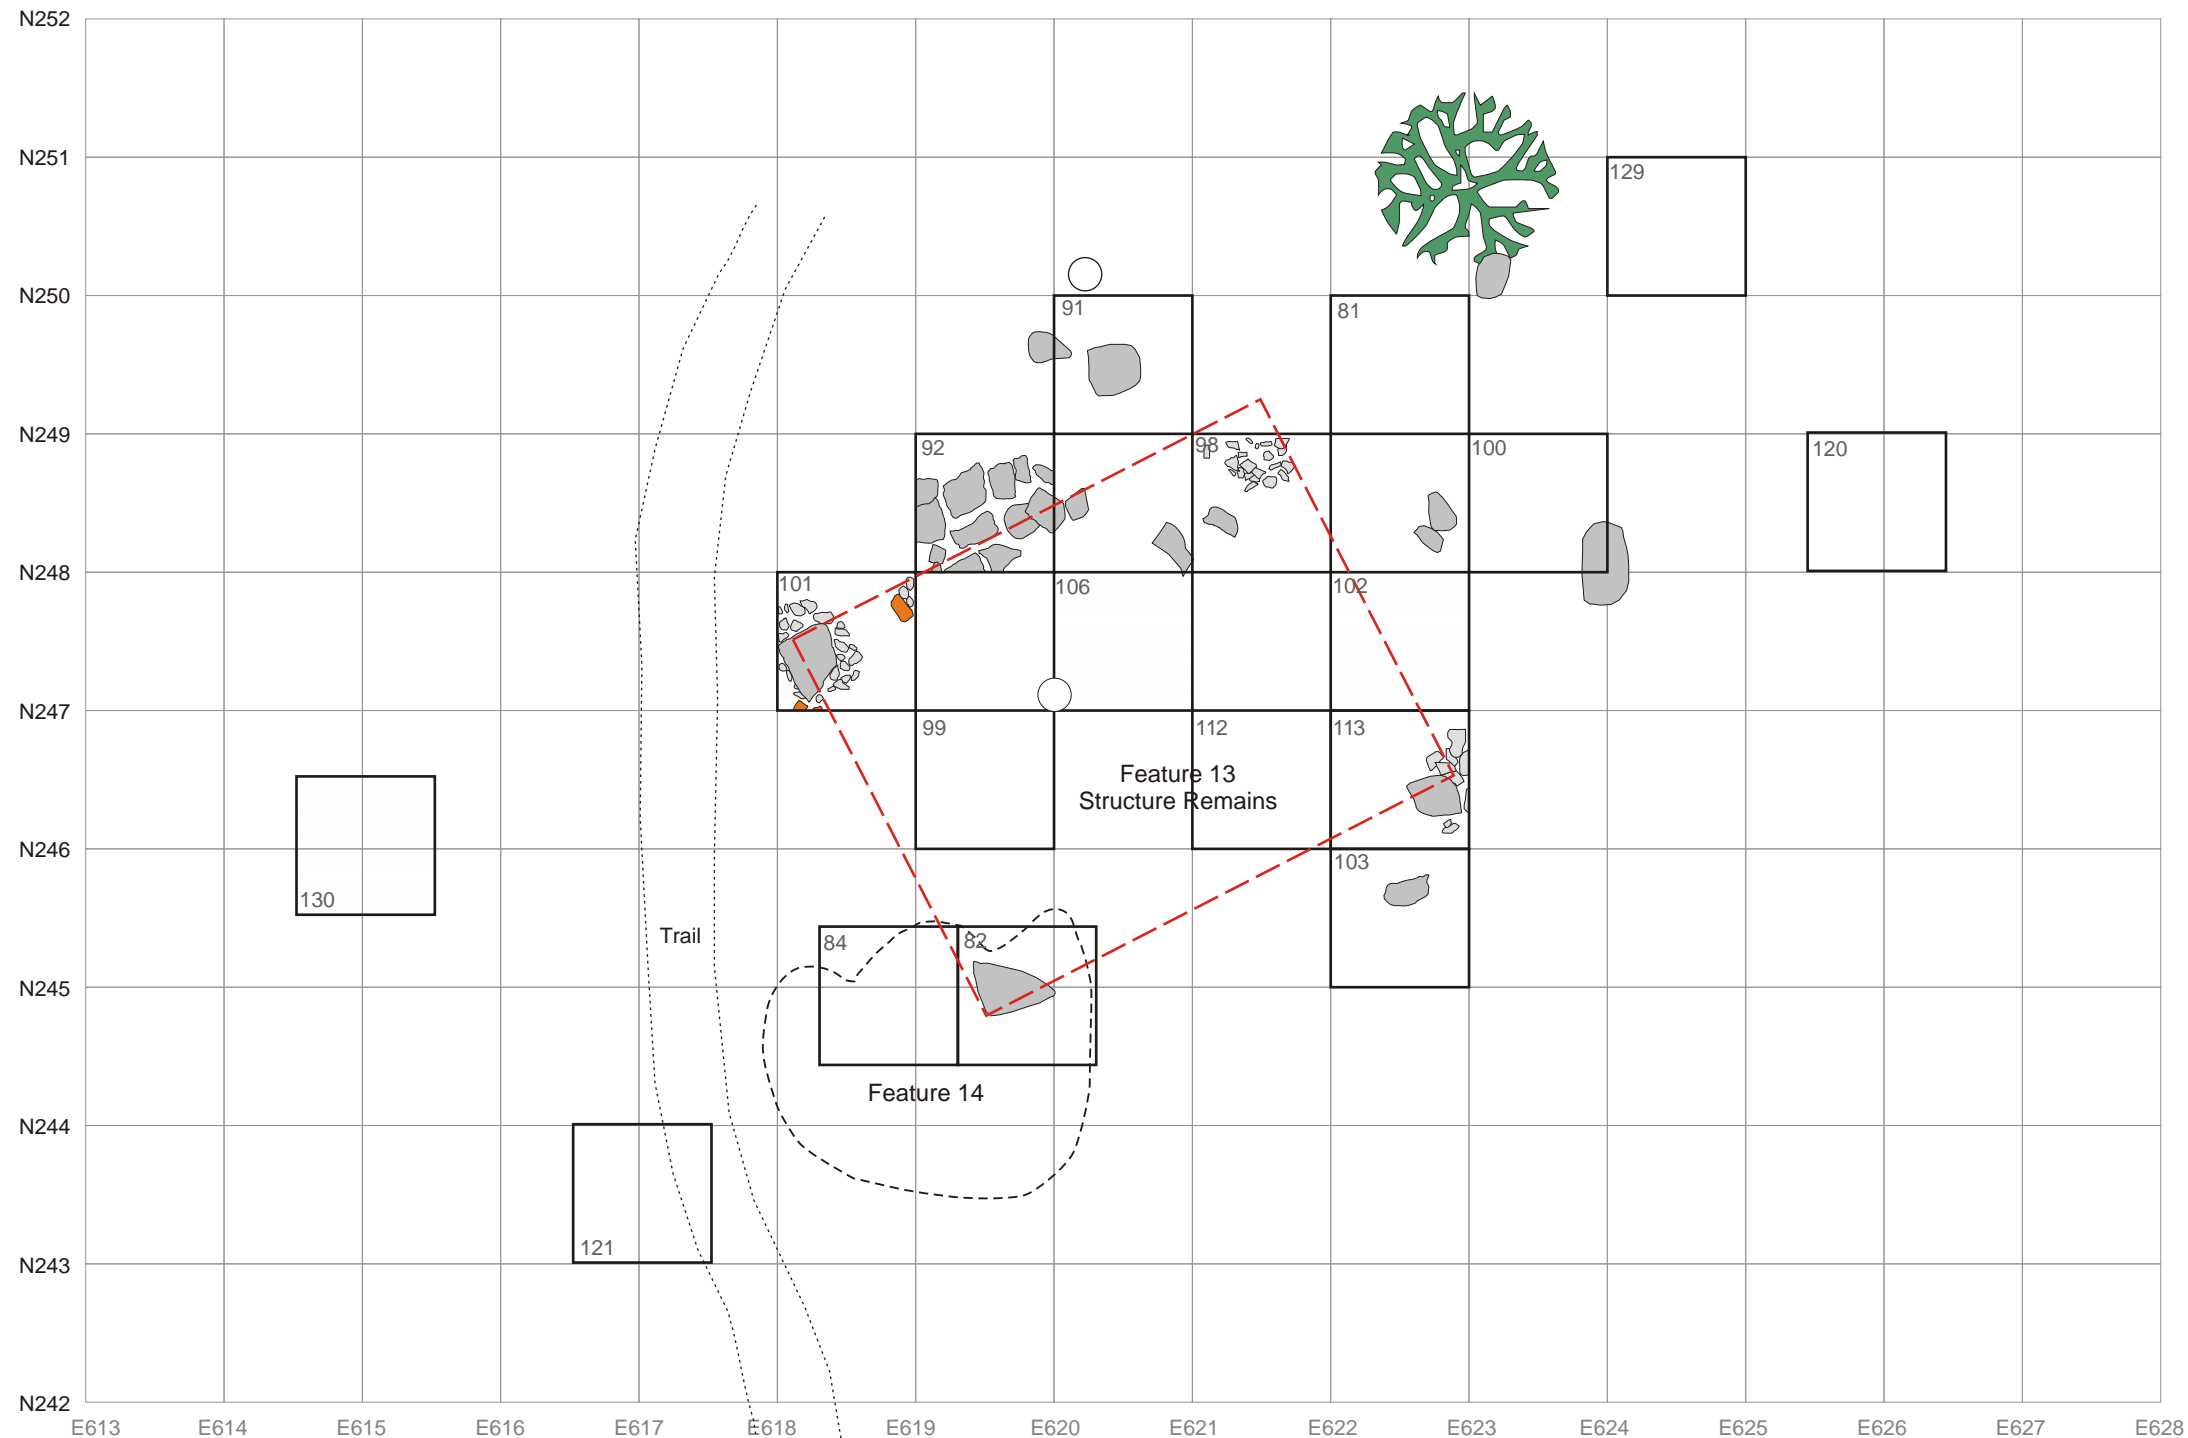 N252
N251
129
N250
91
81
N249
92
98
100
120
N248
101
106
102
N247
99
112
113
Feature 13
Structure Remains
N246
103
130
Trail
84
82
N245
Feature 14
N244
121
N243
N242
E613 E614 E615 E616 E617 E618 E619 E620 E621 E622 E623 E624 E625 E626 E627 E628